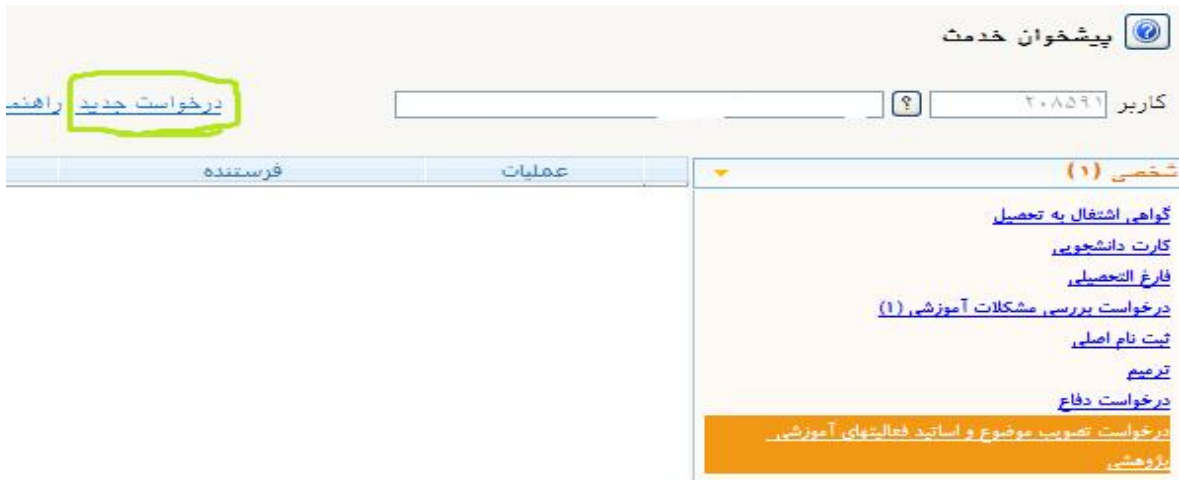 پیشخوان خدمت
کاربر ۲۰۸۵۹۱ ؟ درخواست جدید
عملیات فرستنده
شخصی (۱)
گواهی اشتغال به تحصیل
کارت دانشجویی
فارغ التحصیلی
درخواست بررسی مشکلات آموزشی (۱)
ثبت نام اصلی
ترمیم
درخواست دفاع
درخواست تصویب موضوع و اساتید فعالیتهای آموزشی_
پژوهشی